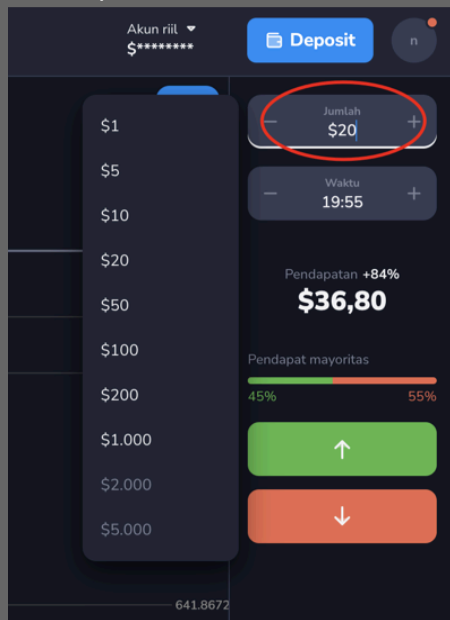 Akun riil
$********
Deposit
n
$1
$5
$10
$20
$50
$100
$200
$1.000
$2.000
$5.000
Jumlah
− $20 +
Waktu
− 19:55 +
Pendapatan +84%
$36,80
Pendapat mayoritas
45% 55%
↑
↓
641.8672